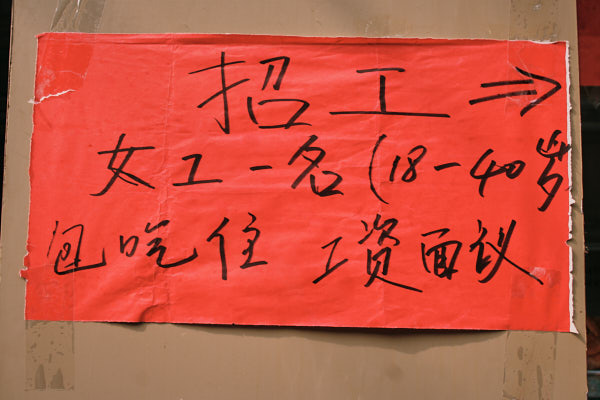 招工 ⇒
女工一名(18-40岁
包吃住 工资面议